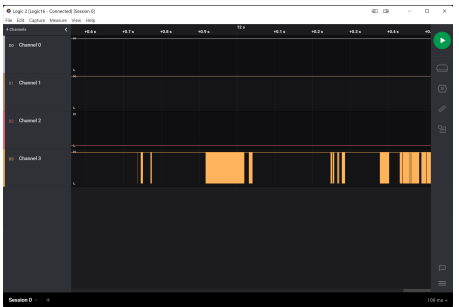 Logic 2 [Logic16 - Connected] [Session 0]
File Edit Capture Measure View Help
4 Channels
12 s
+0.6 s +0.7 s +0.8 s +0.9 s +0.1 s +0.2 s +0.3 s +0.4 s +0.
00 Channel 0
H
L
01 Channel 1
H
L
02 Channel 2
H
L
03 Channel 3
H
L
Session 0 +
100 ms